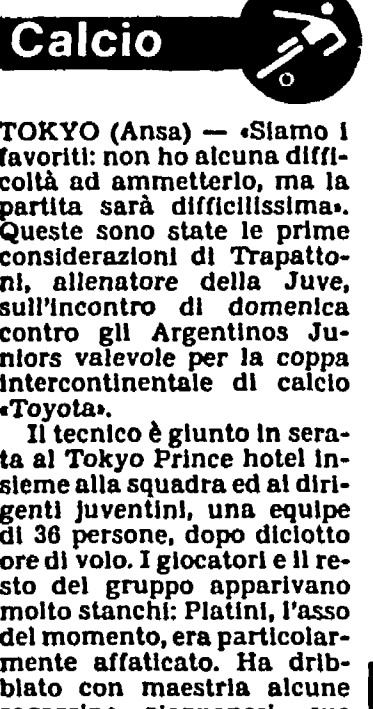 Calcio
TOKYO (Ansa) — «Siamo i
favoriti: non ho alcuna diffi-
coltà ad ammetterlo, ma la
partita sarà difficilissima».
Queste sono state le prime
considerazioni di Trapatto-
ni, allenatore della Juve,
sull'incontro di domenica
contro gli Argentinos Ju-
niors valevole per la coppa
intercontinentale di calcio
«Toyota».
Il tecnico è giunto in sera-
ta al Tokyo Prince hotel in-
sieme alla squadra ed ai diri-
genti juventini, una equipe
di 36 persone, dopo diciotto
ore di volo. I giocatori e il re-
sto del gruppo apparivano
molto stanchi: Platini, l'asso
del momento, era particolar-
mente affaticato. Ha drib-
blato con maestria alcune